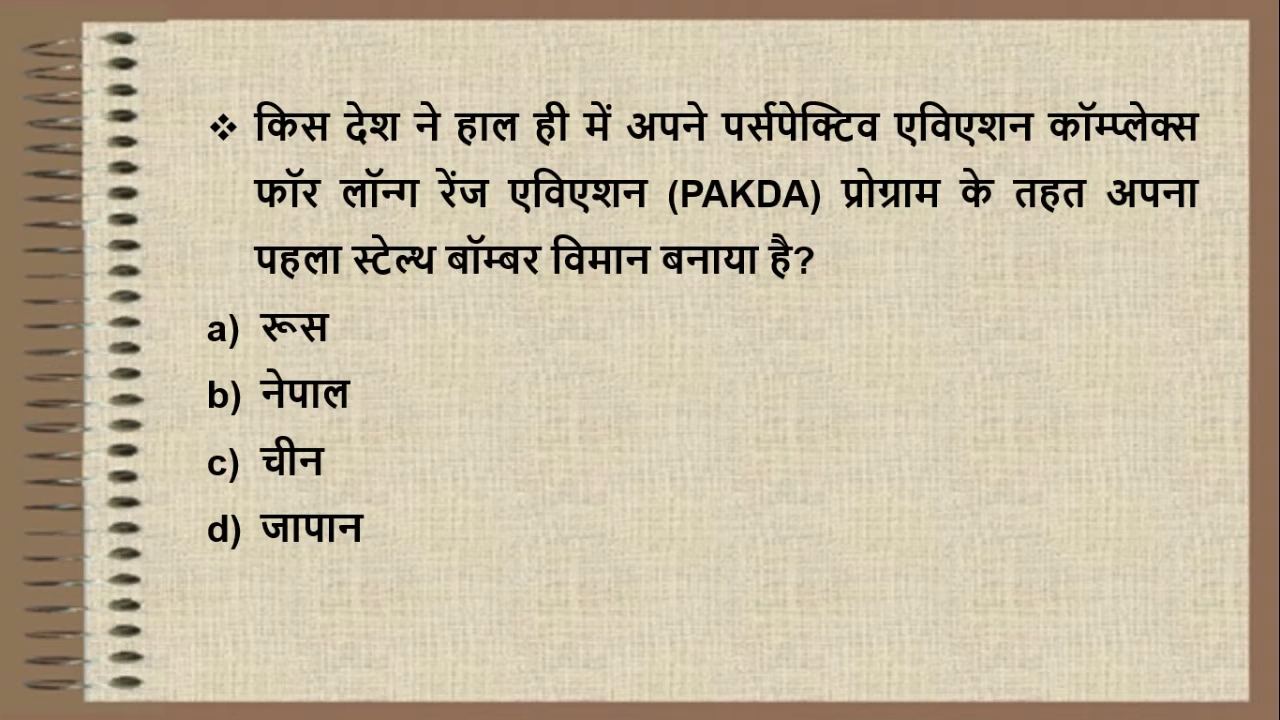 ❖ किस देश ने हाल ही में अपने पर्सपेक्टिव एविएशन कॉम्प्लेक्स
फॉर लॉन्ग रेंज एविएशन (PAKDA) प्रोग्राम के तहत अपना
पहला स्टेल्थ बॉम्बर विमान बनाया है?
a) रूस
b) नेपाल
c) चीन
d) जापान